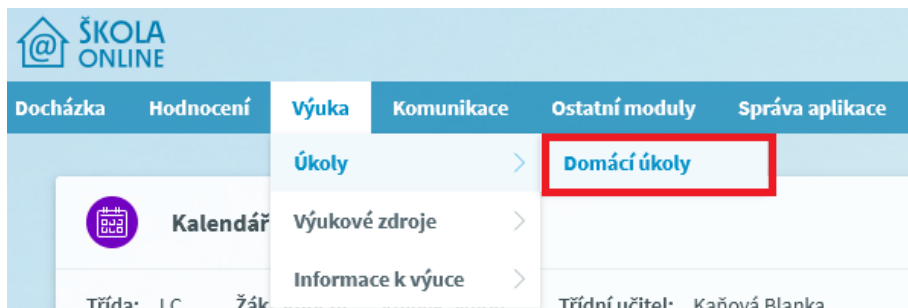 @ ŠKOLA
ONLINE
Docházka Hodnocení Výuka Komunikace Ostatní moduly Správa aplikace
Úkoly Domácí úkoly
Kalendář
Výukové zdroje
Informace k výuce
Třída: Žák Třídní učitel: Kaňová Blanka